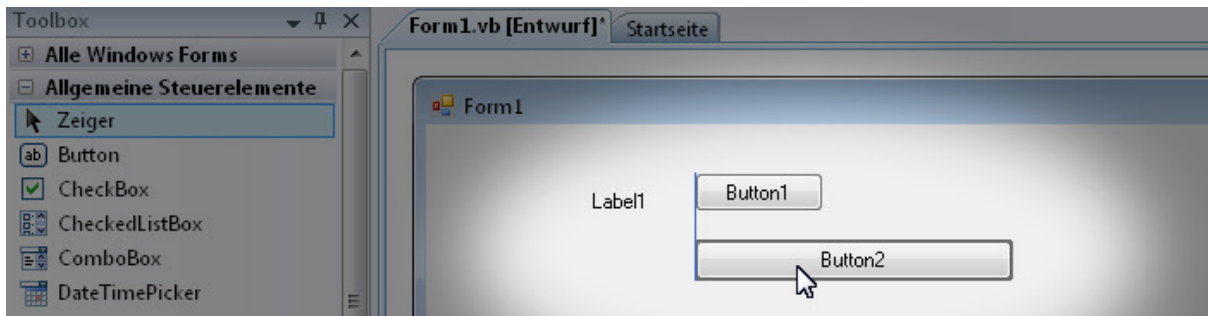 Toolbox
Form1.vb [Entwurf]* Startseite
Alle Windows Forms
Allgemeine Steuerelemente
Zeiger
ab Button
CheckBox
CheckedListBox
ComboBox
DateTimePicker
Form1
Label1 Button1
Button2